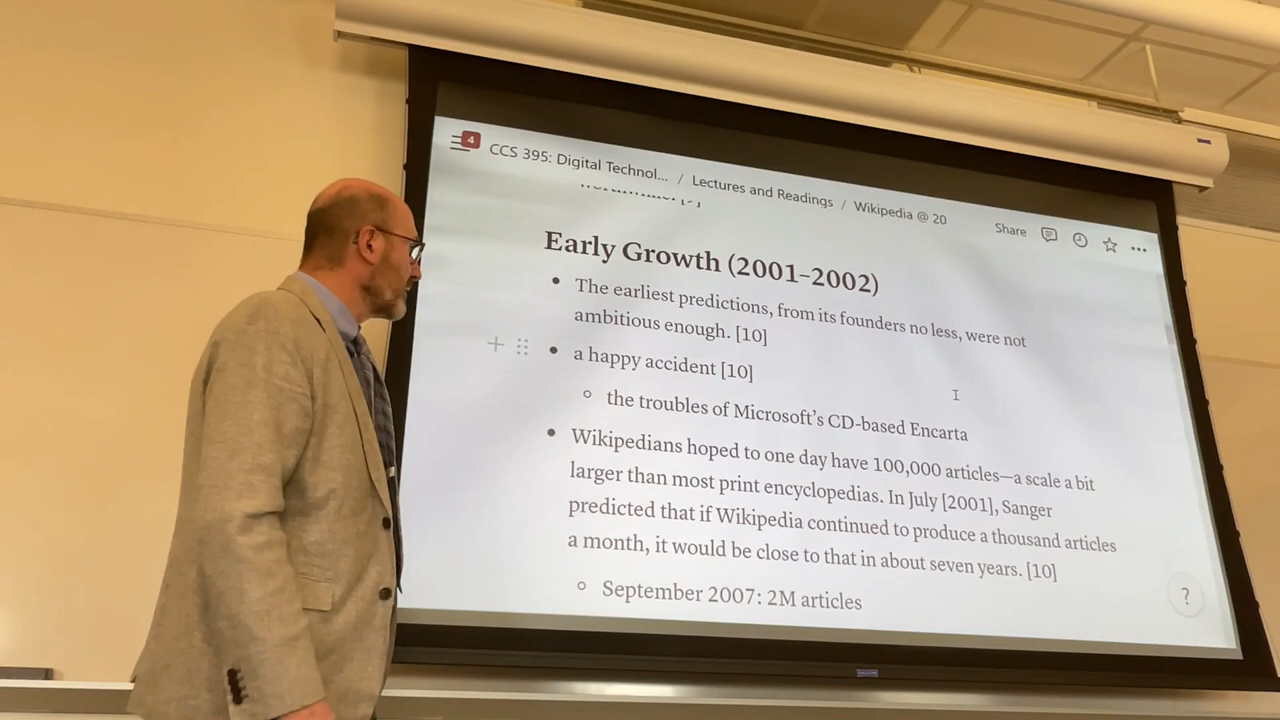 4
CCS 395: Digital Technol... / Lectures and Readings / Wikipedia @ 20
Share
Early Growth (2001–2002)
• The earliest predictions, from its founders no less, were not
ambitious enough. [10]
• a happy accident [10]
◦ the troubles of Microsoft's CD-based Encarta
• Wikipedians hoped to one day have 100,000 articles—a scale a bit
larger than most print encyclopedias. In July [2001], Sanger
predicted that if Wikipedia continued to produce a thousand articles
a month, it would be close to that in about seven years. [10]
◦ September 2007: 2M articles
?